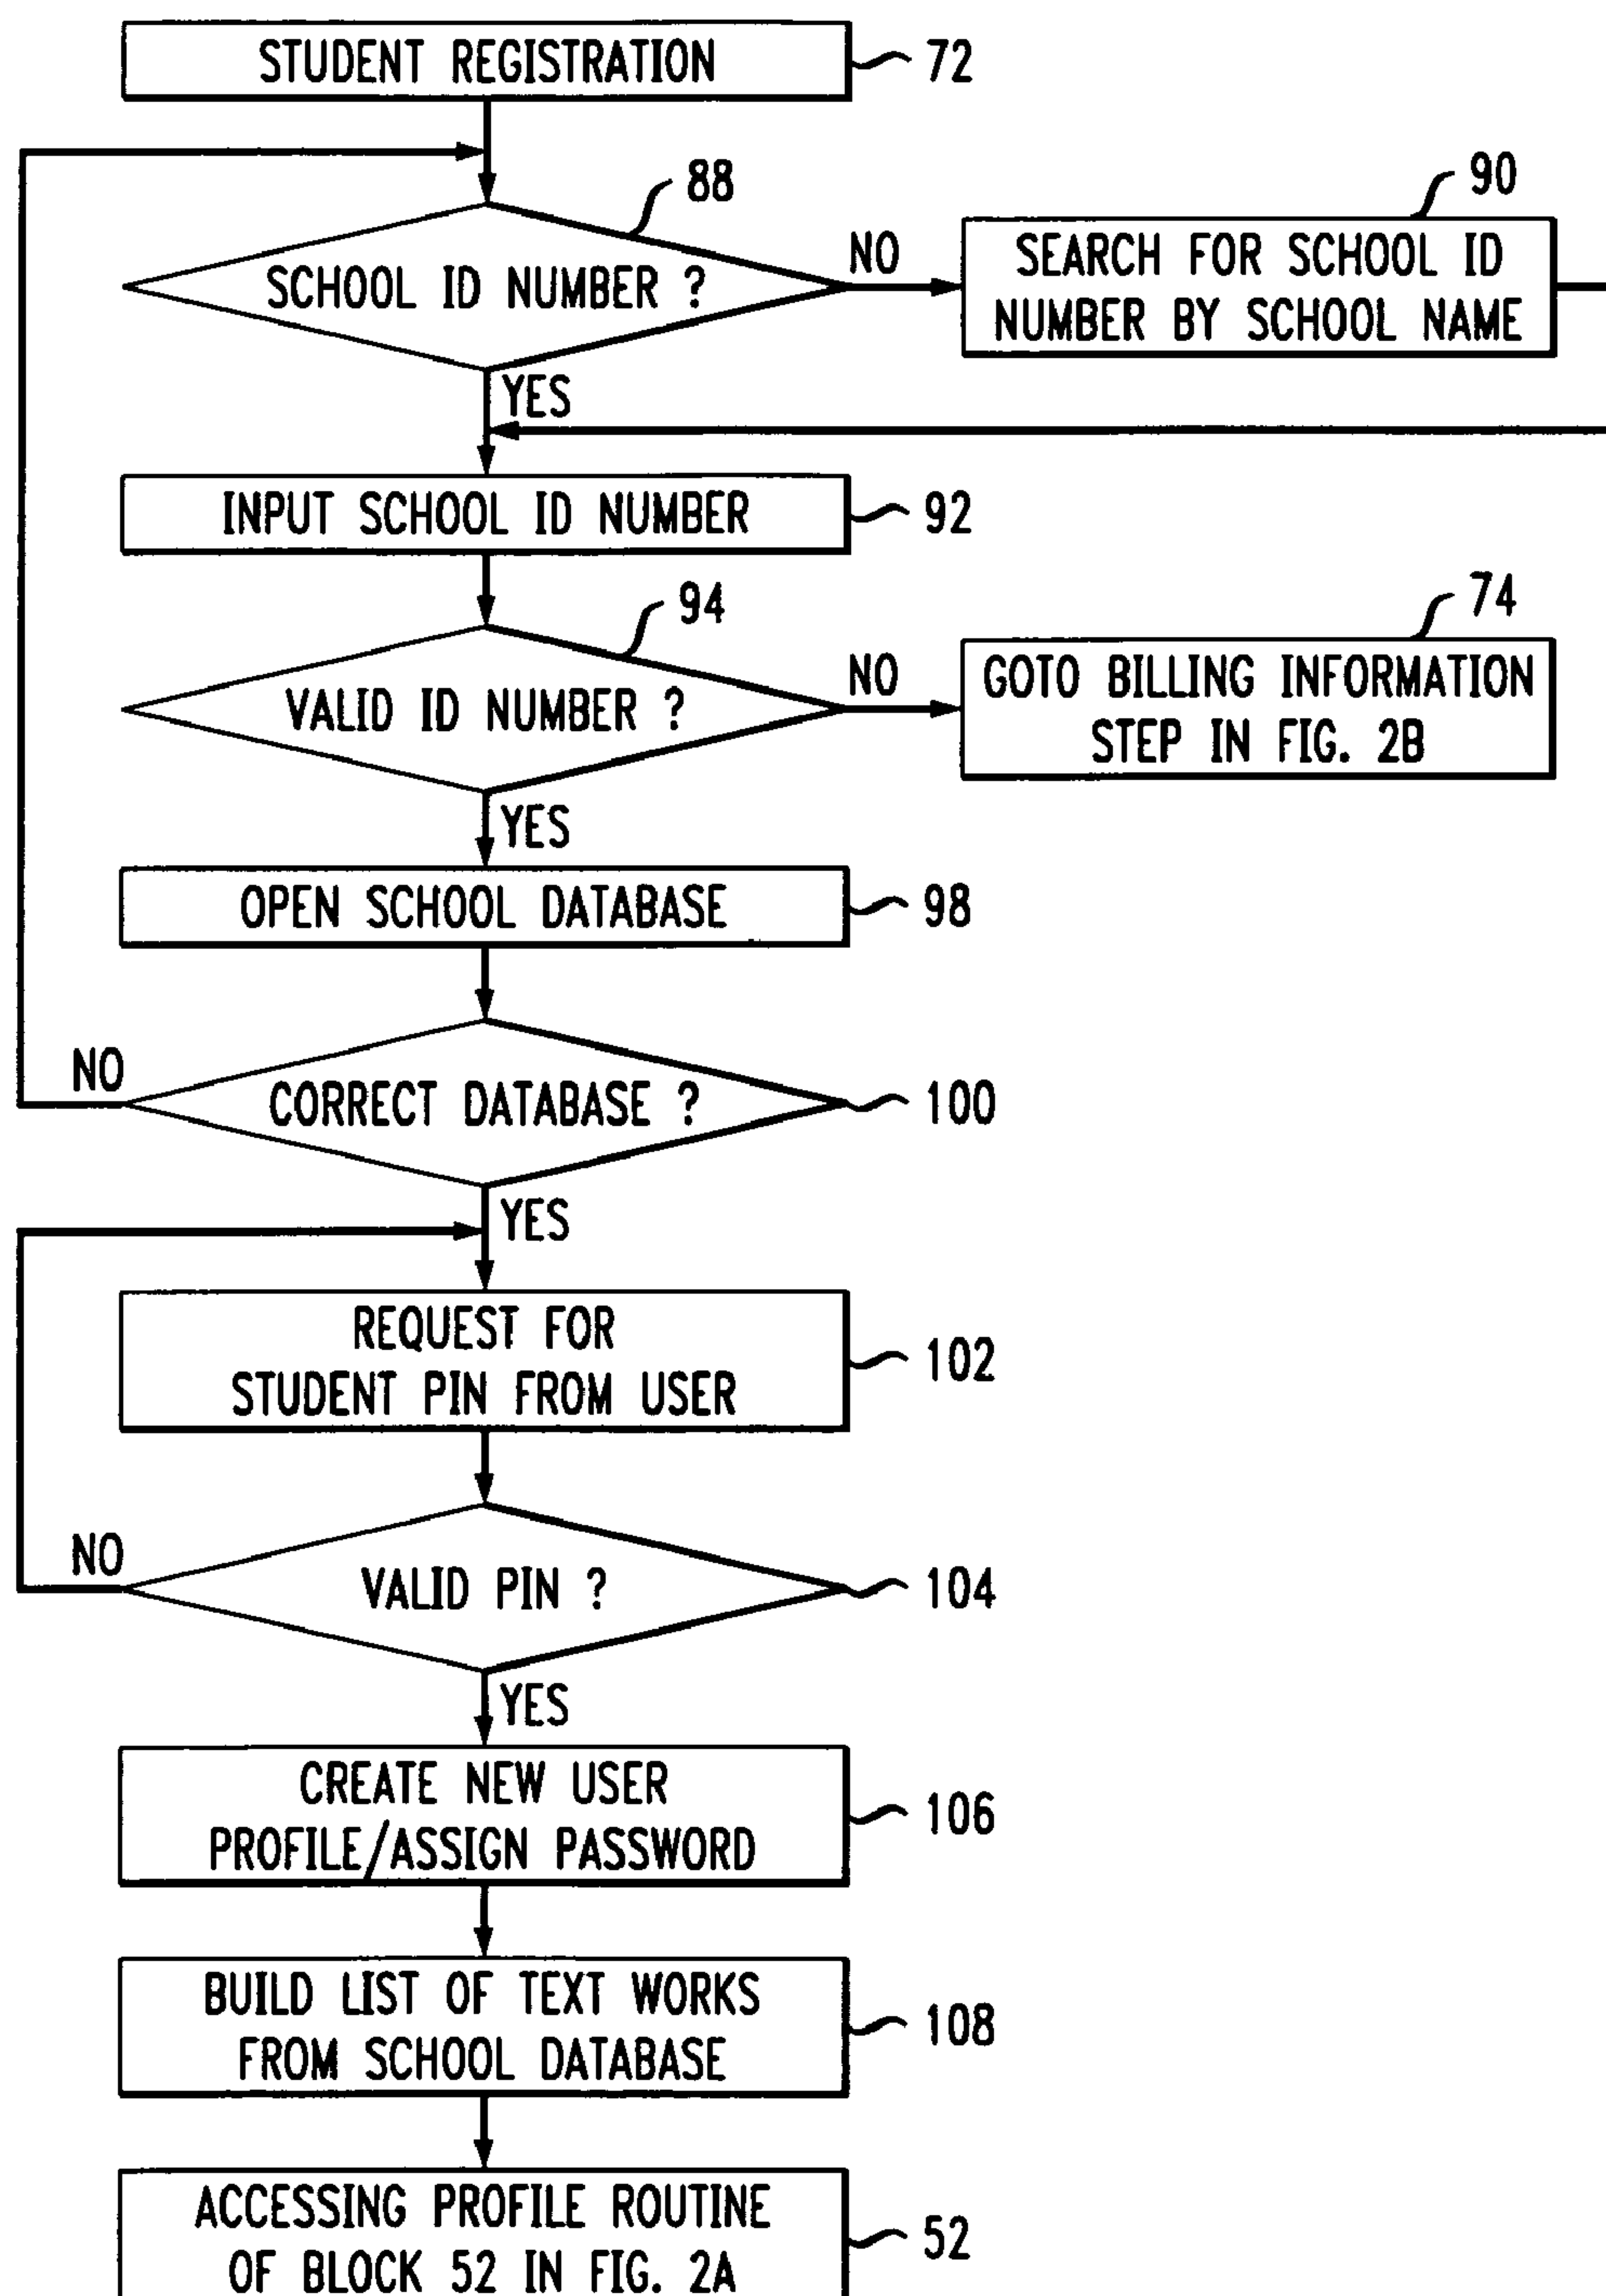 STUDENT REGISTRATION
72
88
90
SCHOOL ID NUMBER ?
NO
SEARCH FOR SCHOOL ID
NUMBER BY SCHOOL NAME
YES
INPUT SCHOOL ID NUMBER
92
94
74
VALID ID NUMBER ?
NO
GOTO BILLING INFORMATION
STEP IN FIG. 2B
YES
OPEN SCHOOL DATABASE
98
NO
CORRECT DATABASE ?
100
YES
REQUEST FOR
STUDENT PIN FROM USER
102
NO
VALID PIN ?
104
YES
CREATE NEW USER
PROFILE/ASSIGN PASSWORD
106
BUILD LIST OF TEXT WORKS
FROM SCHOOL DATABASE
108
ACCESSING PROFILE ROUTINE
OF BLOCK 52 IN FIG. 2A
52